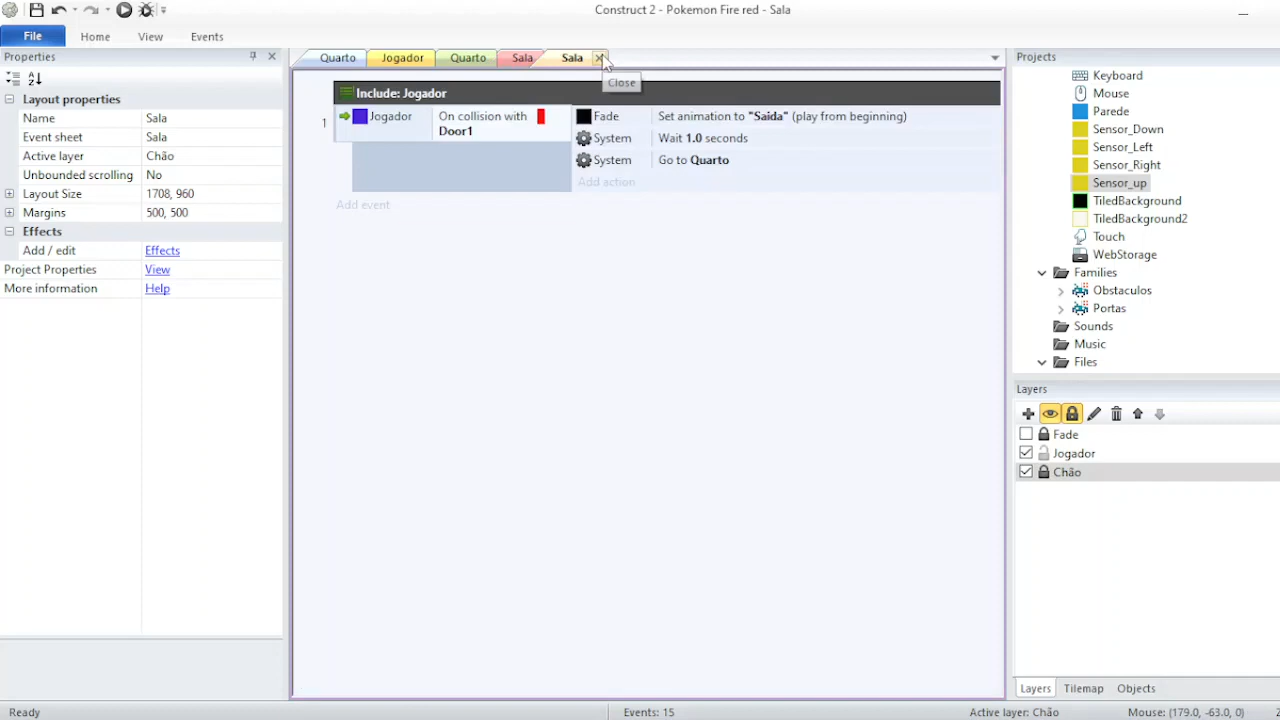 Construct 2 - Pokemon Fire red - Sala
File Home View Events
Properties
Layout properties
Name Sala
Event sheet Sala
Active layer Chão
Unbounded scrolling No
Layout Size 1708, 960
Margins 500, 500
Effects
Add / edit Effects
Project Properties View
More information Help
Quarto Jogador Quarto Sala Sala
Close
Include: Jogador
1
Jogador On collision with Door1
Fade Set animation to "Saida" (play from beginning)
System Wait 1.0 seconds
System Go to Quarto
Add action
Add event
Projects
Keyboard
Mouse
Parede
Sensor_Down
Sensor_Left
Sensor_Right
Sensor_up
TiledBackground
TiledBackground2
Touch
WebStorage
Families
Obstaculos
Portas
Sounds
Music
Files
Layers
Fade
Jogador
Chão
Layers Tilemap Objects
Ready Events: 15 Active layer: Chão Mouse: (179.0, -63.0, 0)